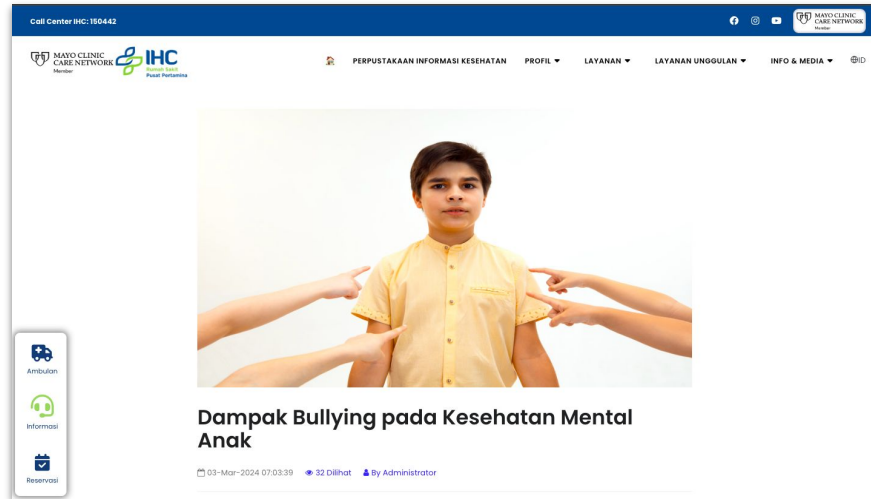 Call Center IHC: 150442
MAYO CLINIC
CARE NETWORK
Member
MAYO CLINIC
CARE NETWORK
Member
IHC
Rumah Sakit
Pusat Pertamina
PERPUSTAKAAN INFORMASI KESEHATAN PROFIL LAYANAN LAYANAN UNGGULAN INFO & MEDIA ID
Dampak Bullying pada Kesehatan Mental
Anak
03-Mar-2024 07:03:39 32 Dilihat By Administrator
Ambulan
Informasi
Reservasi